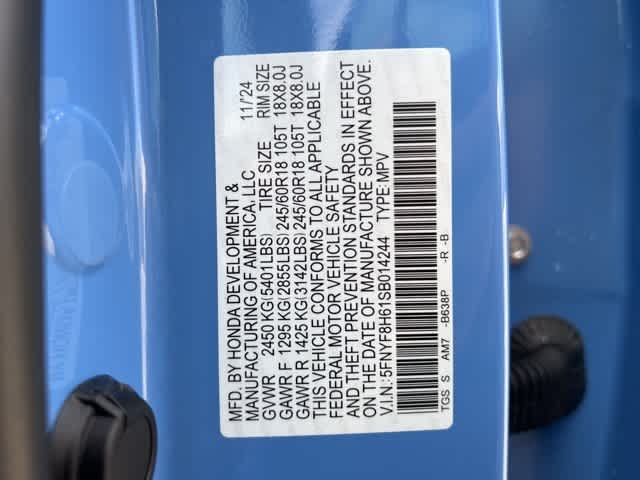 MFD. BY HONDA DEVELOPMENT &
MANUFACTURING OF AMERICA, LLC 11/24
GVWR 2450 KG(5401LBS) TIRE SIZE RIM SIZE
GAWR F 1295 KG(2855LBS) 245/60R18 105T 18X8.0J
GAWR R 1425 KG(3142LBS) 245/60R18 105T 18X8.0J
THIS VEHICLE CONFORMS TO ALL APPLICABLE
FEDERAL MOTOR VEHICLE SAFETY
AND THEFT PREVENTION STANDARDS IN EFFECT
ON THE DATE OF MANUFACTURE SHOWN ABOVE.
V.I.N.:5FNYF8H61SB014244 TYPE:MPV
TGS S AM7 -B638P -R -B